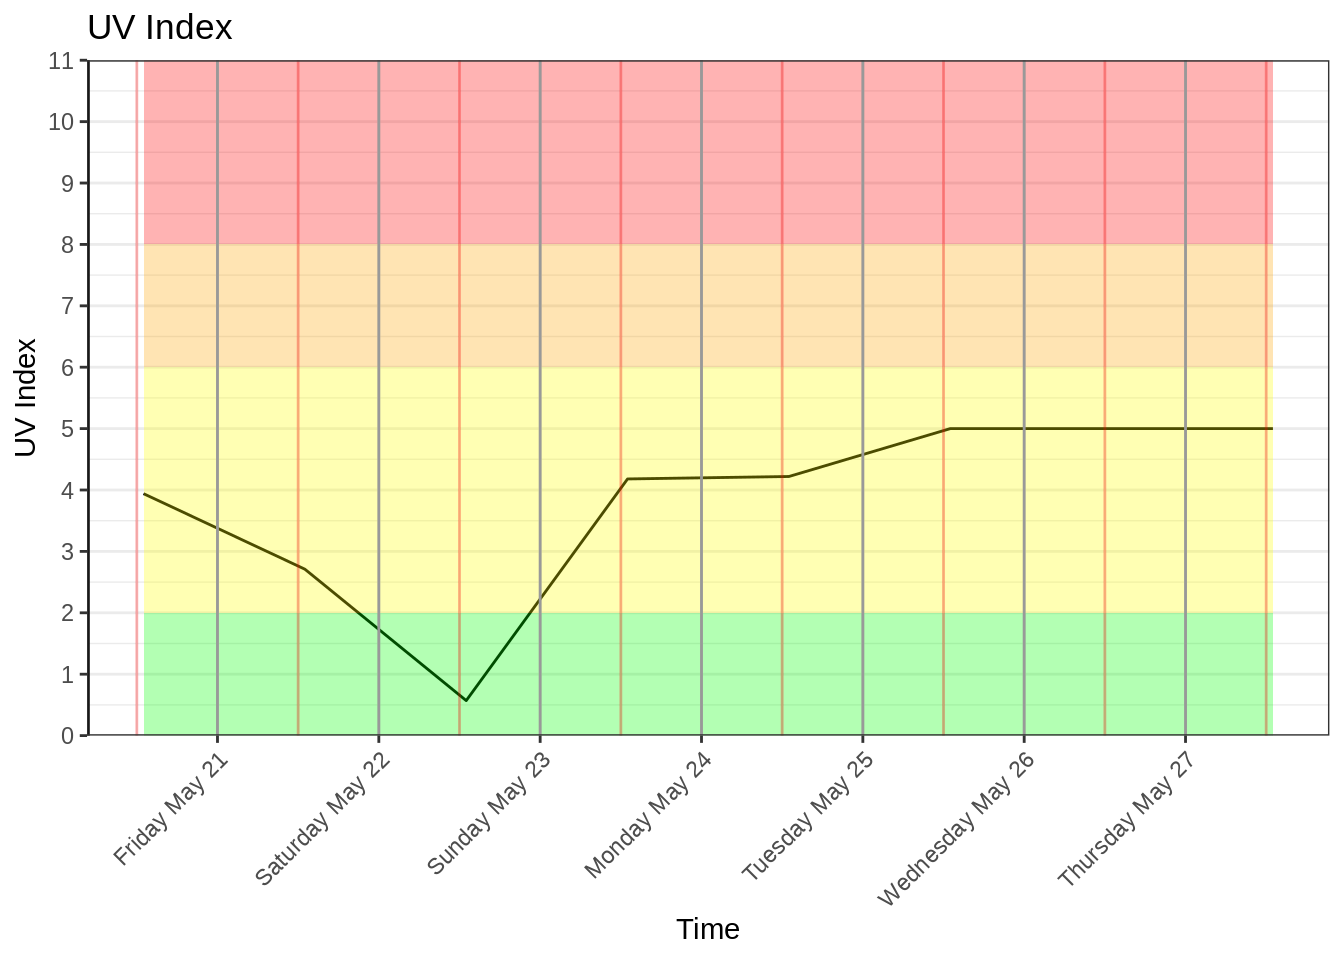 UV Index
11
10
9
8
7
6
5
4
3
2
1
0
UV Index
Friday May 21
Saturday May 22
Sunday May 23
Monday May 24
Tuesday May 25
Wednesday May 26
Thursday May 27
Time